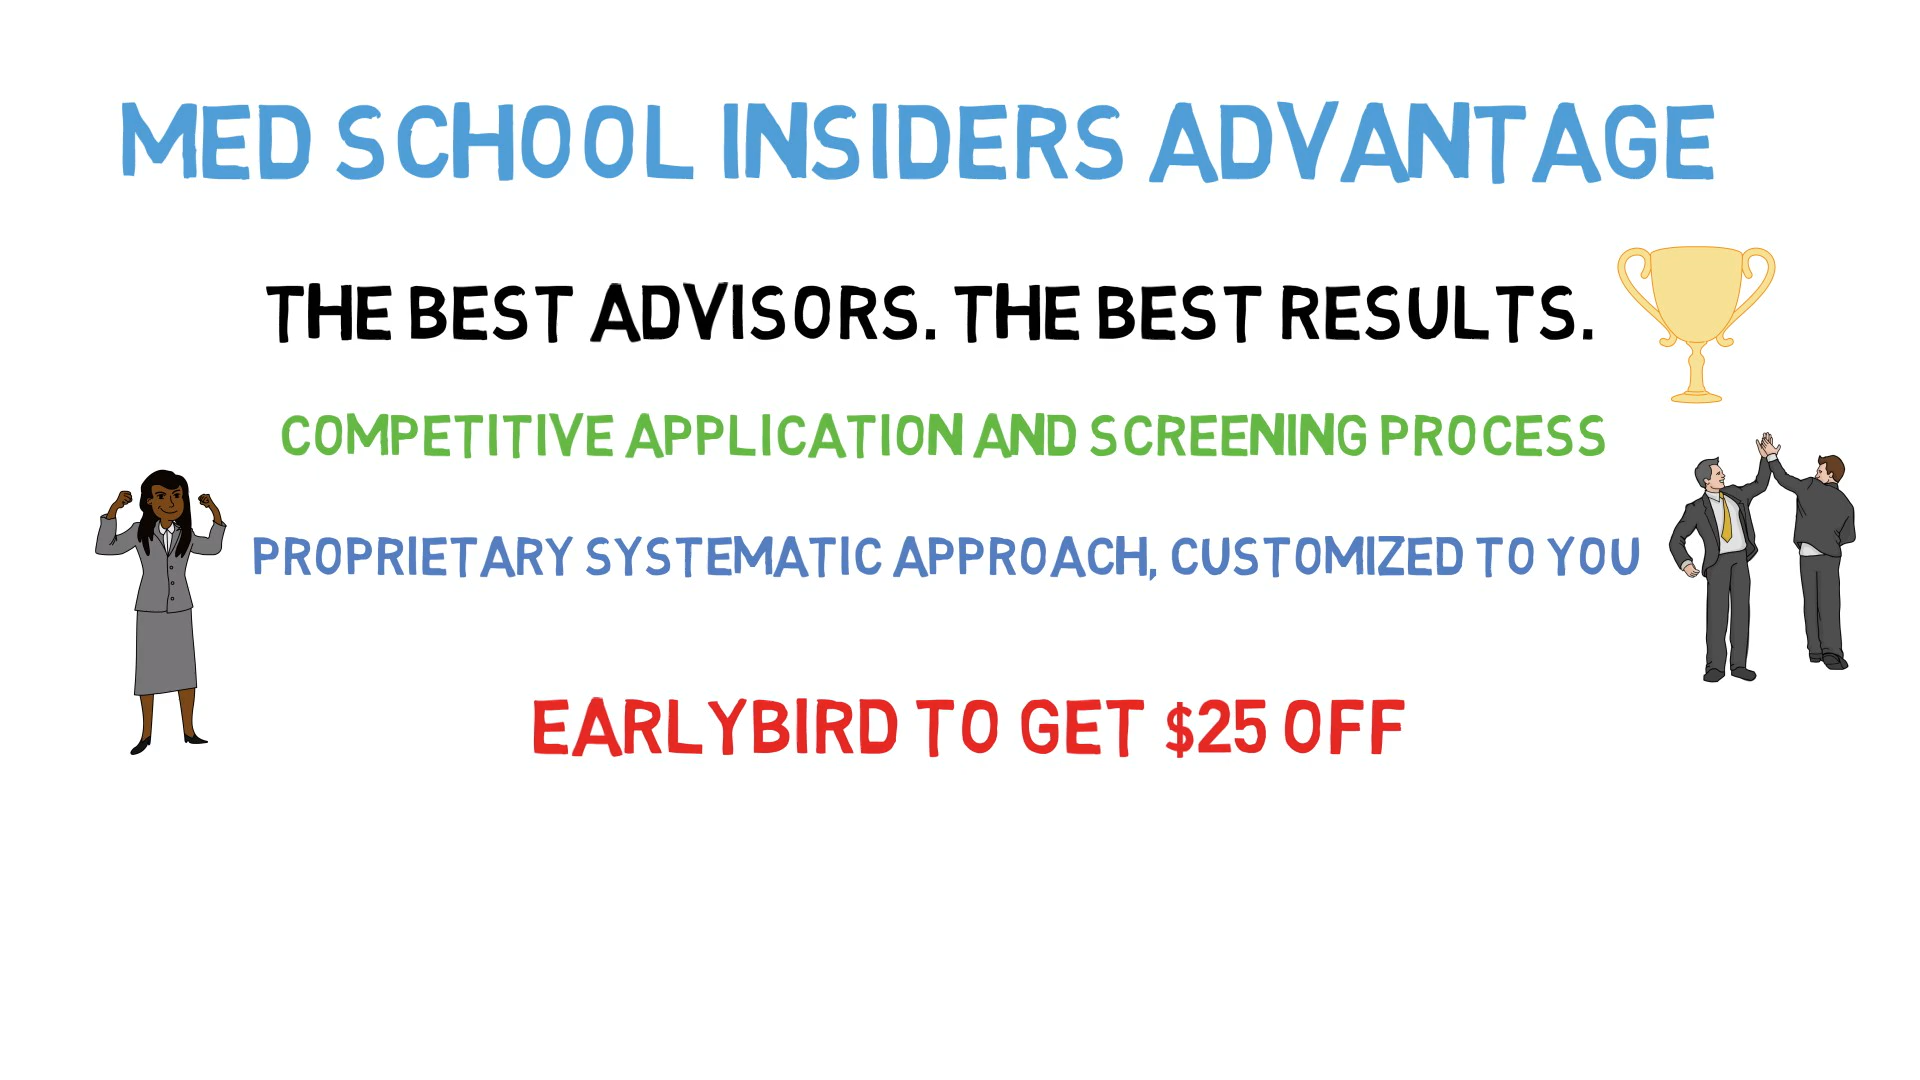 MED SCHOOL INSIDERS ADVANTAGE
THE BEST ADVISORS. THE BEST RESULTS.
COMPETITIVE APPLICATION AND SCREENING PROCESS
PROPRIETARY SYSTEMATIC APPROACH, CUSTOMIZED TO YOU
EARLYBIRD TO GET $25 OFF